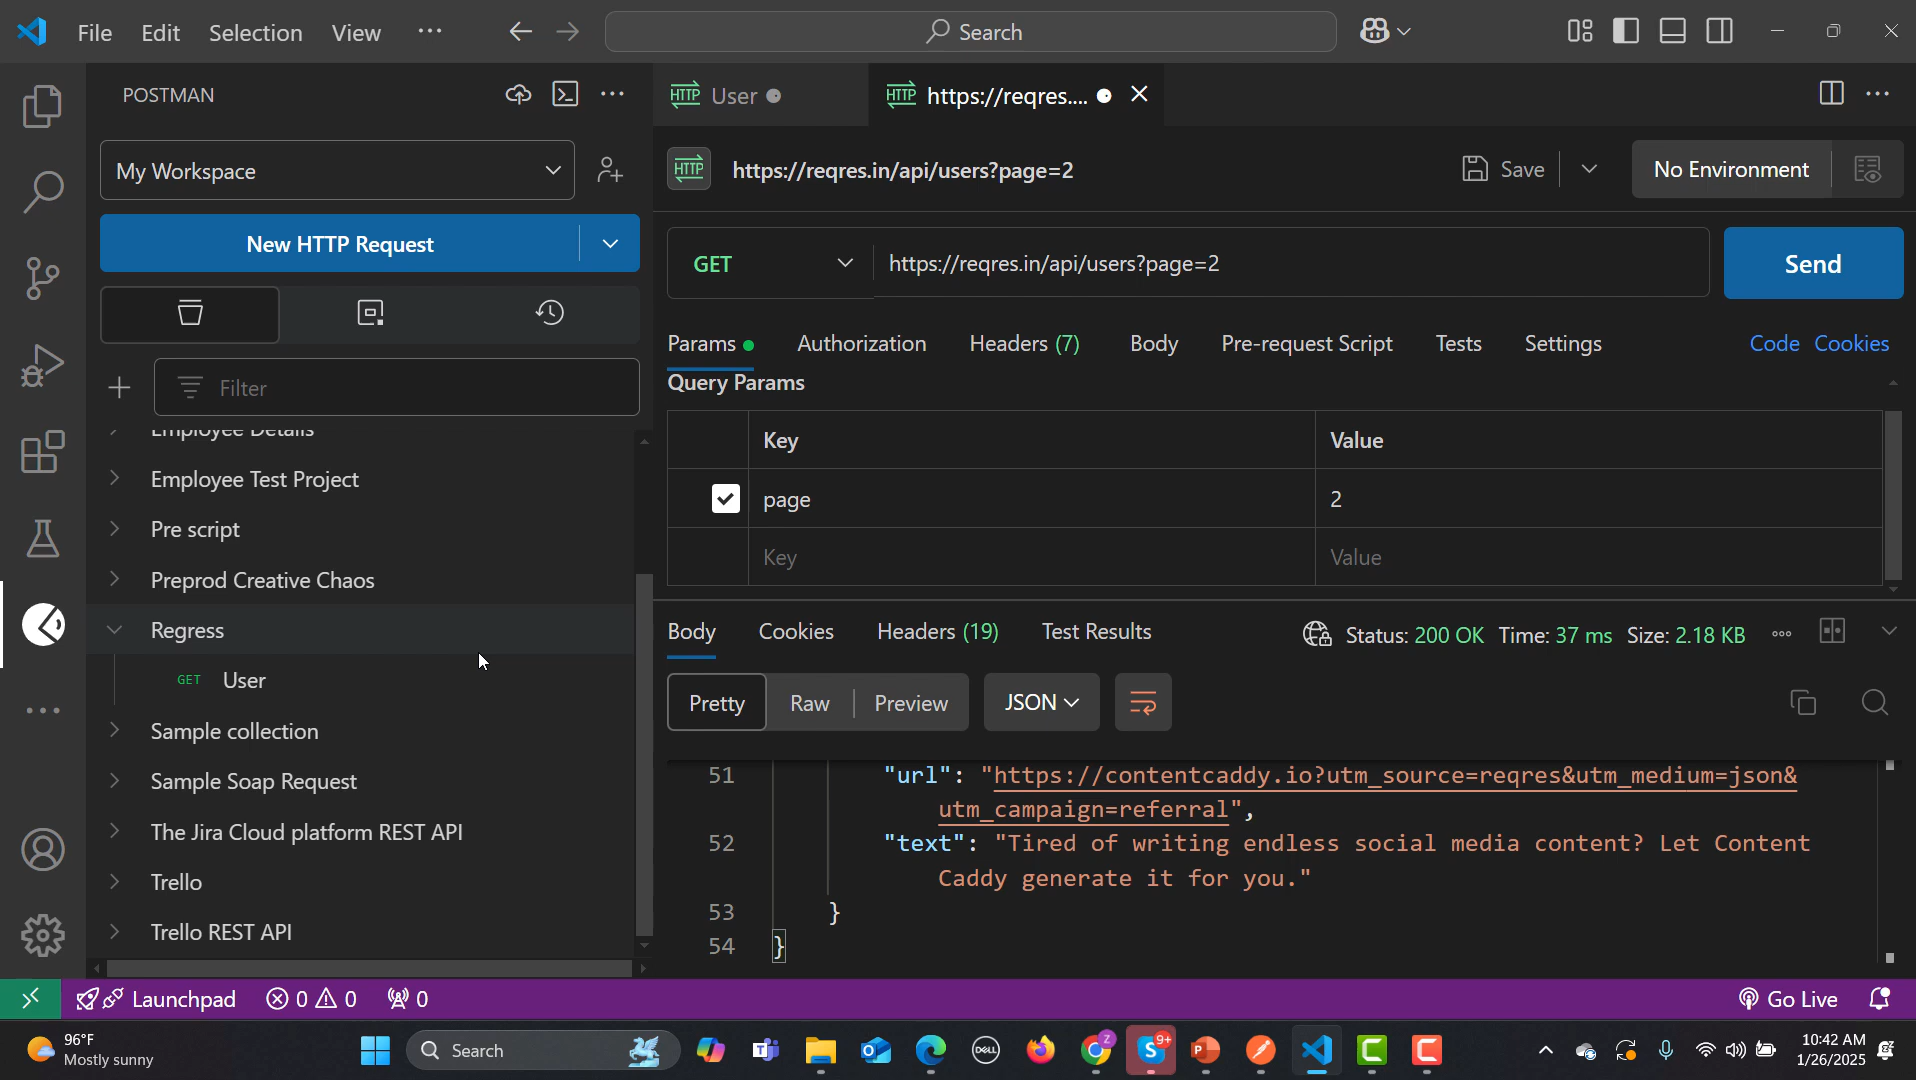 File Edit Selection View ··· Search
POSTMAN
My Workspace
New HTTP Request
Filter
Employee Details
Employee Test Project
Pre script
Preprod Creative Chaos
Regress
GET User
Sample collection
Sample Soap Request
The Jira Cloud platform REST API
Trello
Trello REST API
HTTP User
HTTP https://reqres....
HTTP https://reqres.in/api/users?page=2 Save No Environment
GET https://reqres.in/api/users?page=2 Send
Params Authorization Headers (7) Body Pre-request Script Tests Settings Code Cookies
Query Params
Key Value
page 2
Key Value
Body Cookies Headers (19) Test Results Status: 200 OK Time: 37 ms Size: 2.18 KB
Pretty Raw Preview JSON
51 "url": "https://contentcaddy.io?utm_source=reqres&utm_medium=json&
utm_campaign=referral",
52 "text": "Tired of writing endless social media content? Let Content
Caddy generate it for you."
53 }
54 }
Launchpad 0 0 0 Go Live
96°F
Mostly sunny
Search
DELL
Z
S 9+
P
C
C
10:42 AM
1/26/2025